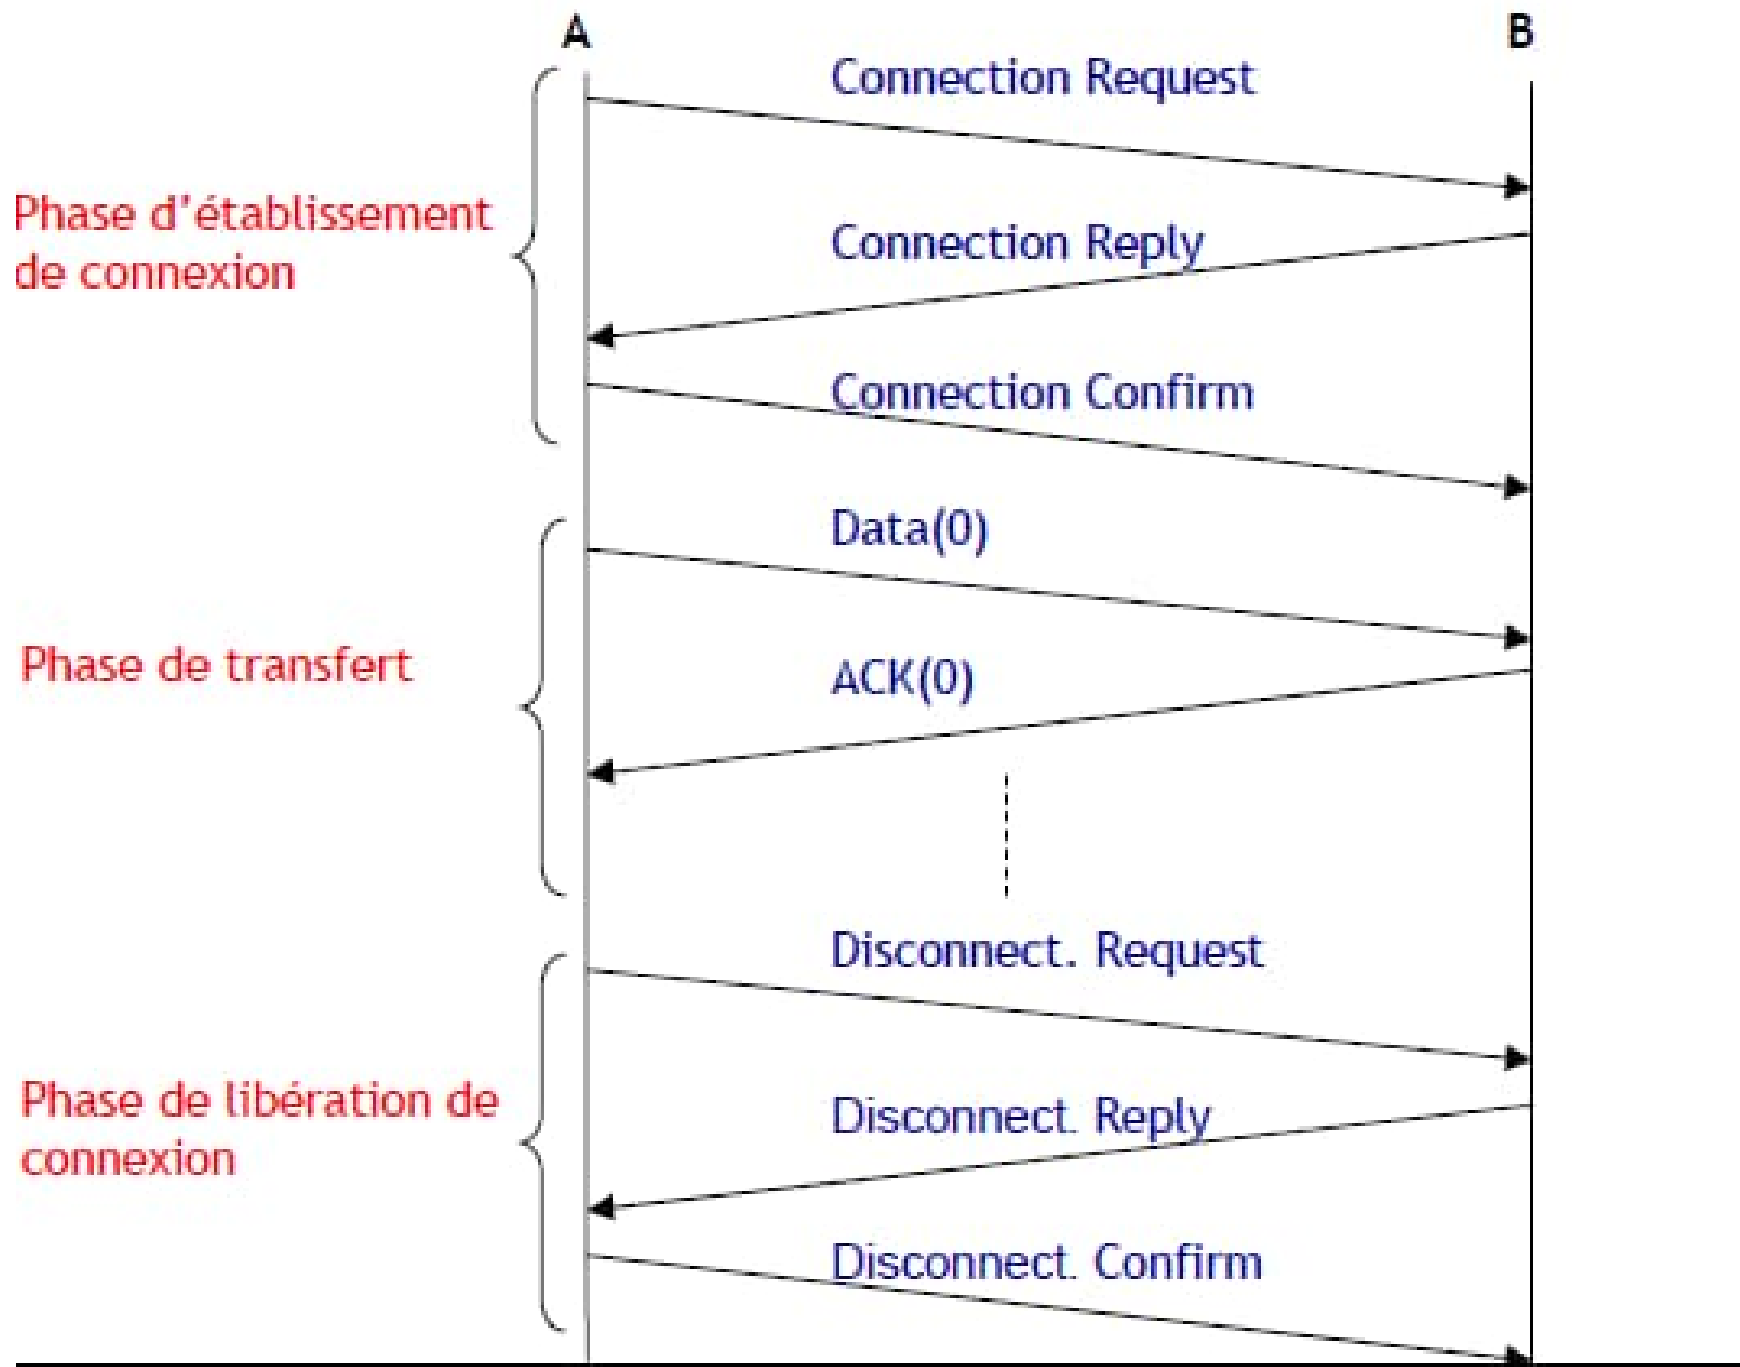 A
B
Connection Request
Phase d'établissement
de connexion
Connection Reply
Connection Confirm
Data(0)
Phase de transfert
ACK(0)
Disconnect. Request
Phase de libération de
connexion
Disconnect. Reply
Disconnect. Confirm